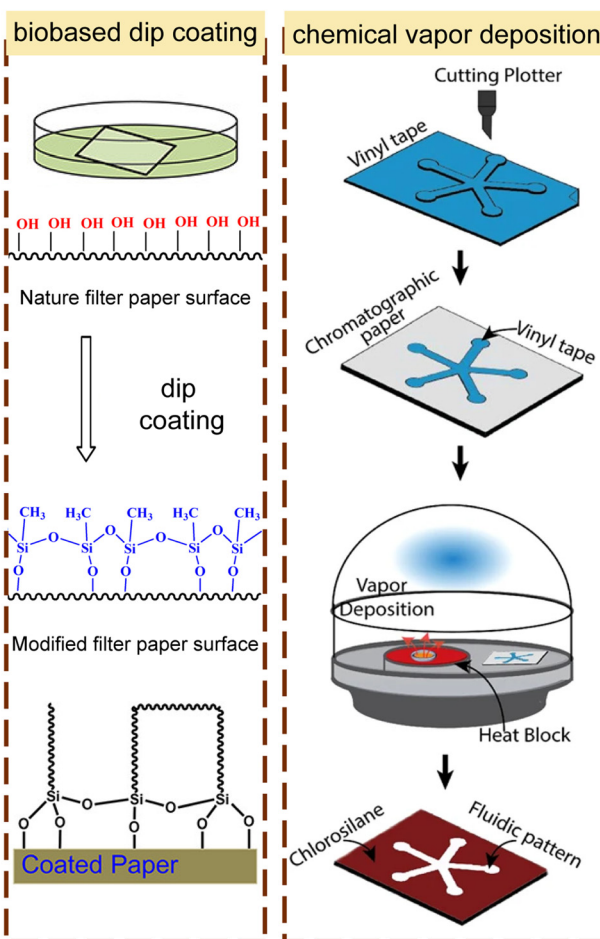 biobased dip coating
OH OH OH OH OH OH OH OH
Nature filter paper surface
dip
coating
CH3 H3C CH3 H3C CH3
O O O O
Si Si Si Si Si
O O O O O
Modified filter paper surface
Si O Si O Si
O O O O O
Coated Paper
chemical vapor deposition
Cutting Plotter
Vinyl tape
Chromatographic
paper
Vinyl tape
Vapor
Deposition
Heat Block
Chlorosilane
Fluidic pattern